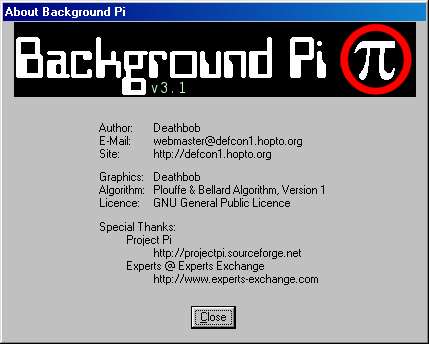 About Background Pi
Background Pi π
v3.1
Author: Deathbob
E-Mail: webmaster@defcon1.hopto.org
Site: http://defcon1.hopto.org
Graphics: Deathbob
Algorithm: Plouffe & Bellard Algorithm, Version 1
Licence: GNU General Public Licence
Special Thanks:
Project Pi
http://projectpi.sourceforge.net
Experts @ Experts Exchange
http://www.experts-exchange.com
Close